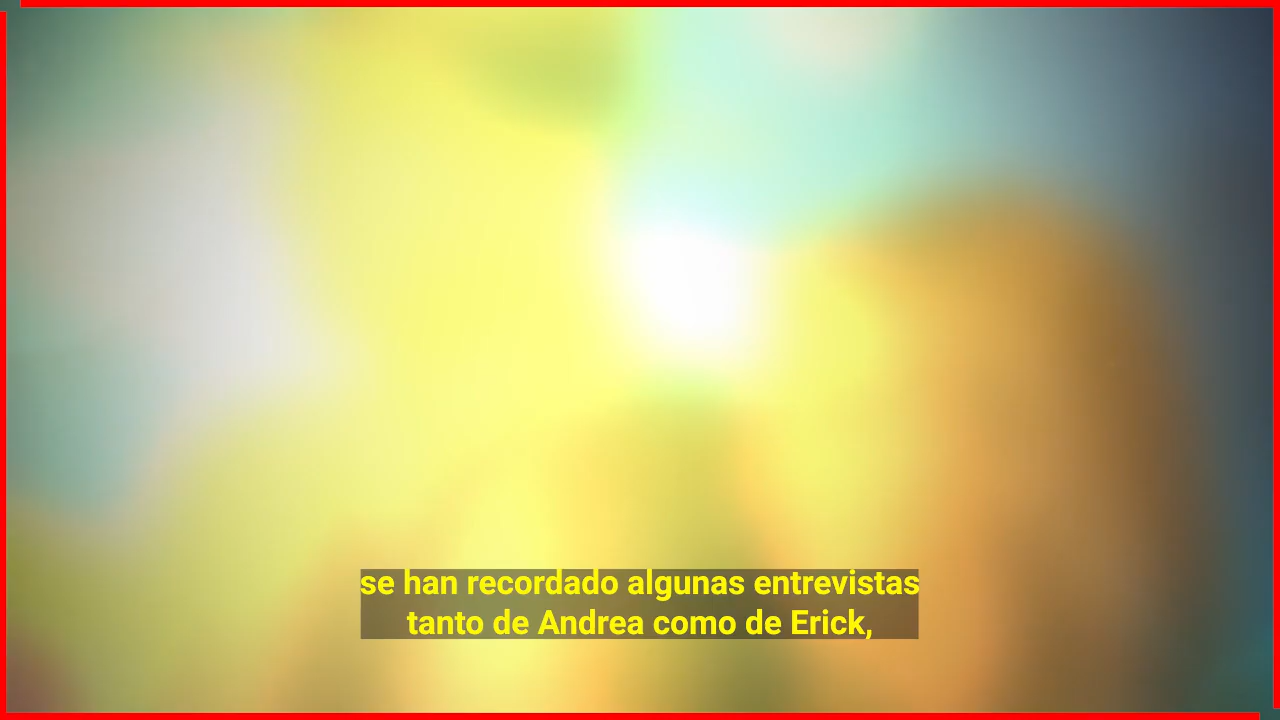 se han recordado algunas entrevistas
tanto de Andrea como de Erick,